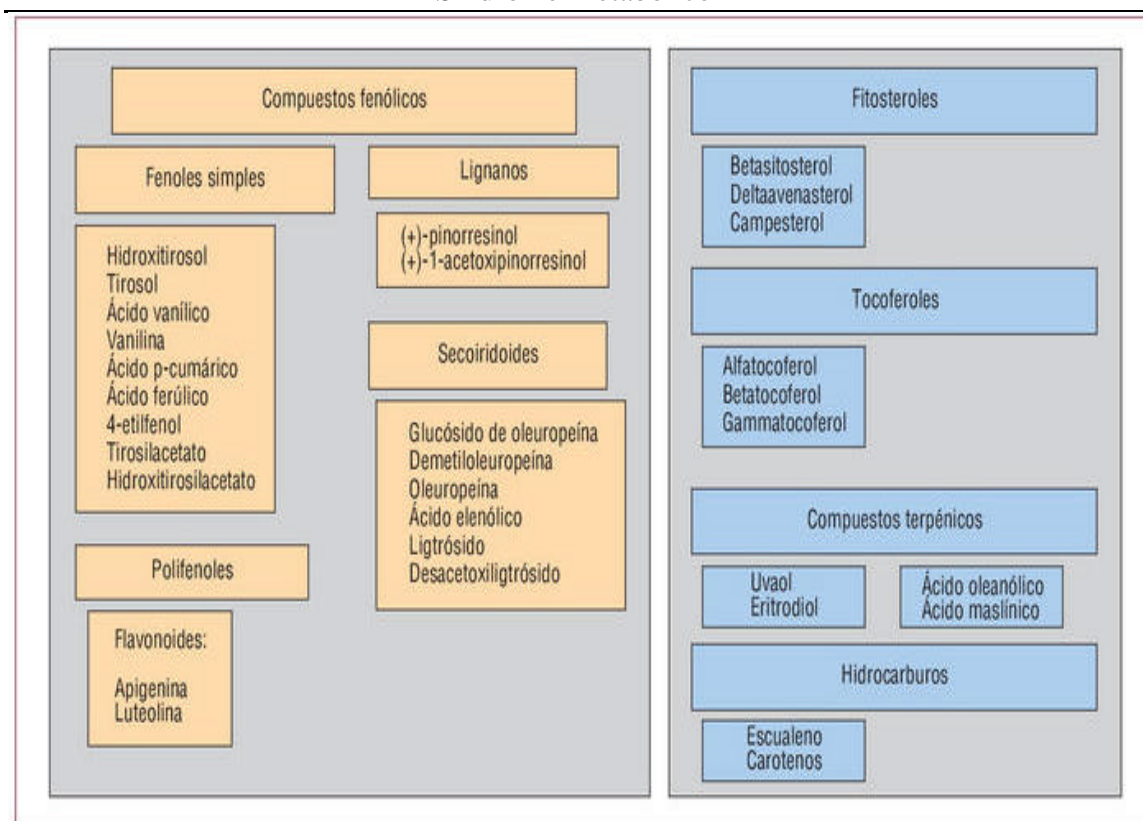 Compuestos fenólicos
Fenoles simples
Hidroxitirosol
Tirosol
Ácido vanílico
Vanilina
Ácido p-cumárico
Ácido ferúlico
4-etilfenol
Tirosilacetato
Hidroxitirosilacetato
Polifenoles
Flavonoides:
Apigenina
Luteolina
Lignanos
(+)-pinorresinol
(+)-1-acetoxipinorresinol
Secoiridoides
Glucósido de oleuropeína
Demetiloleuropeína
Oleuropeína
Ácido elenólico
Ligtrósido
Desacetoxiligtrósido
Fitosteroles
Betasitosterol
Deltaavenasterol
Campesterol
Tocoferoles
Alfatocoferol
Betatocoferol
Gammatocoferol
Compuestos terpénicos
Uvaol
Eritrodiol
Ácido oleanólico
Ácido maslínico
Hidrocarburos
Escualeno
Carotenos